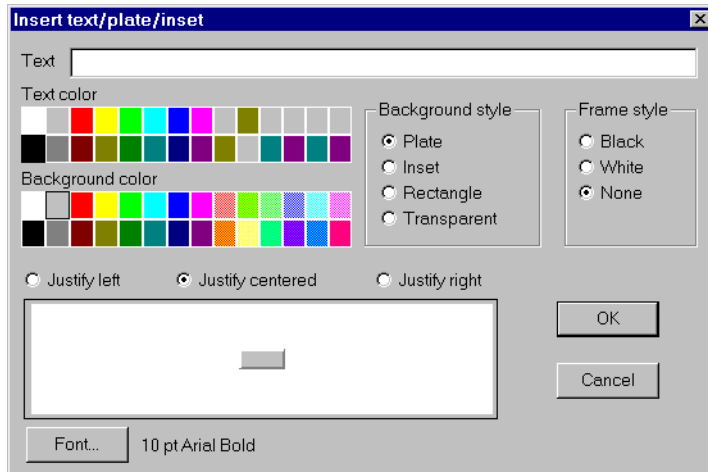 Insert text/plate/inset
Text
Text color
Background color
Background style
Plate
Inset
Rectangle
Transparent
Frame style
Black
White
None
Justify left
Justify centered
Justify right
OK
Cancel
Font...
10 pt Arial Bold